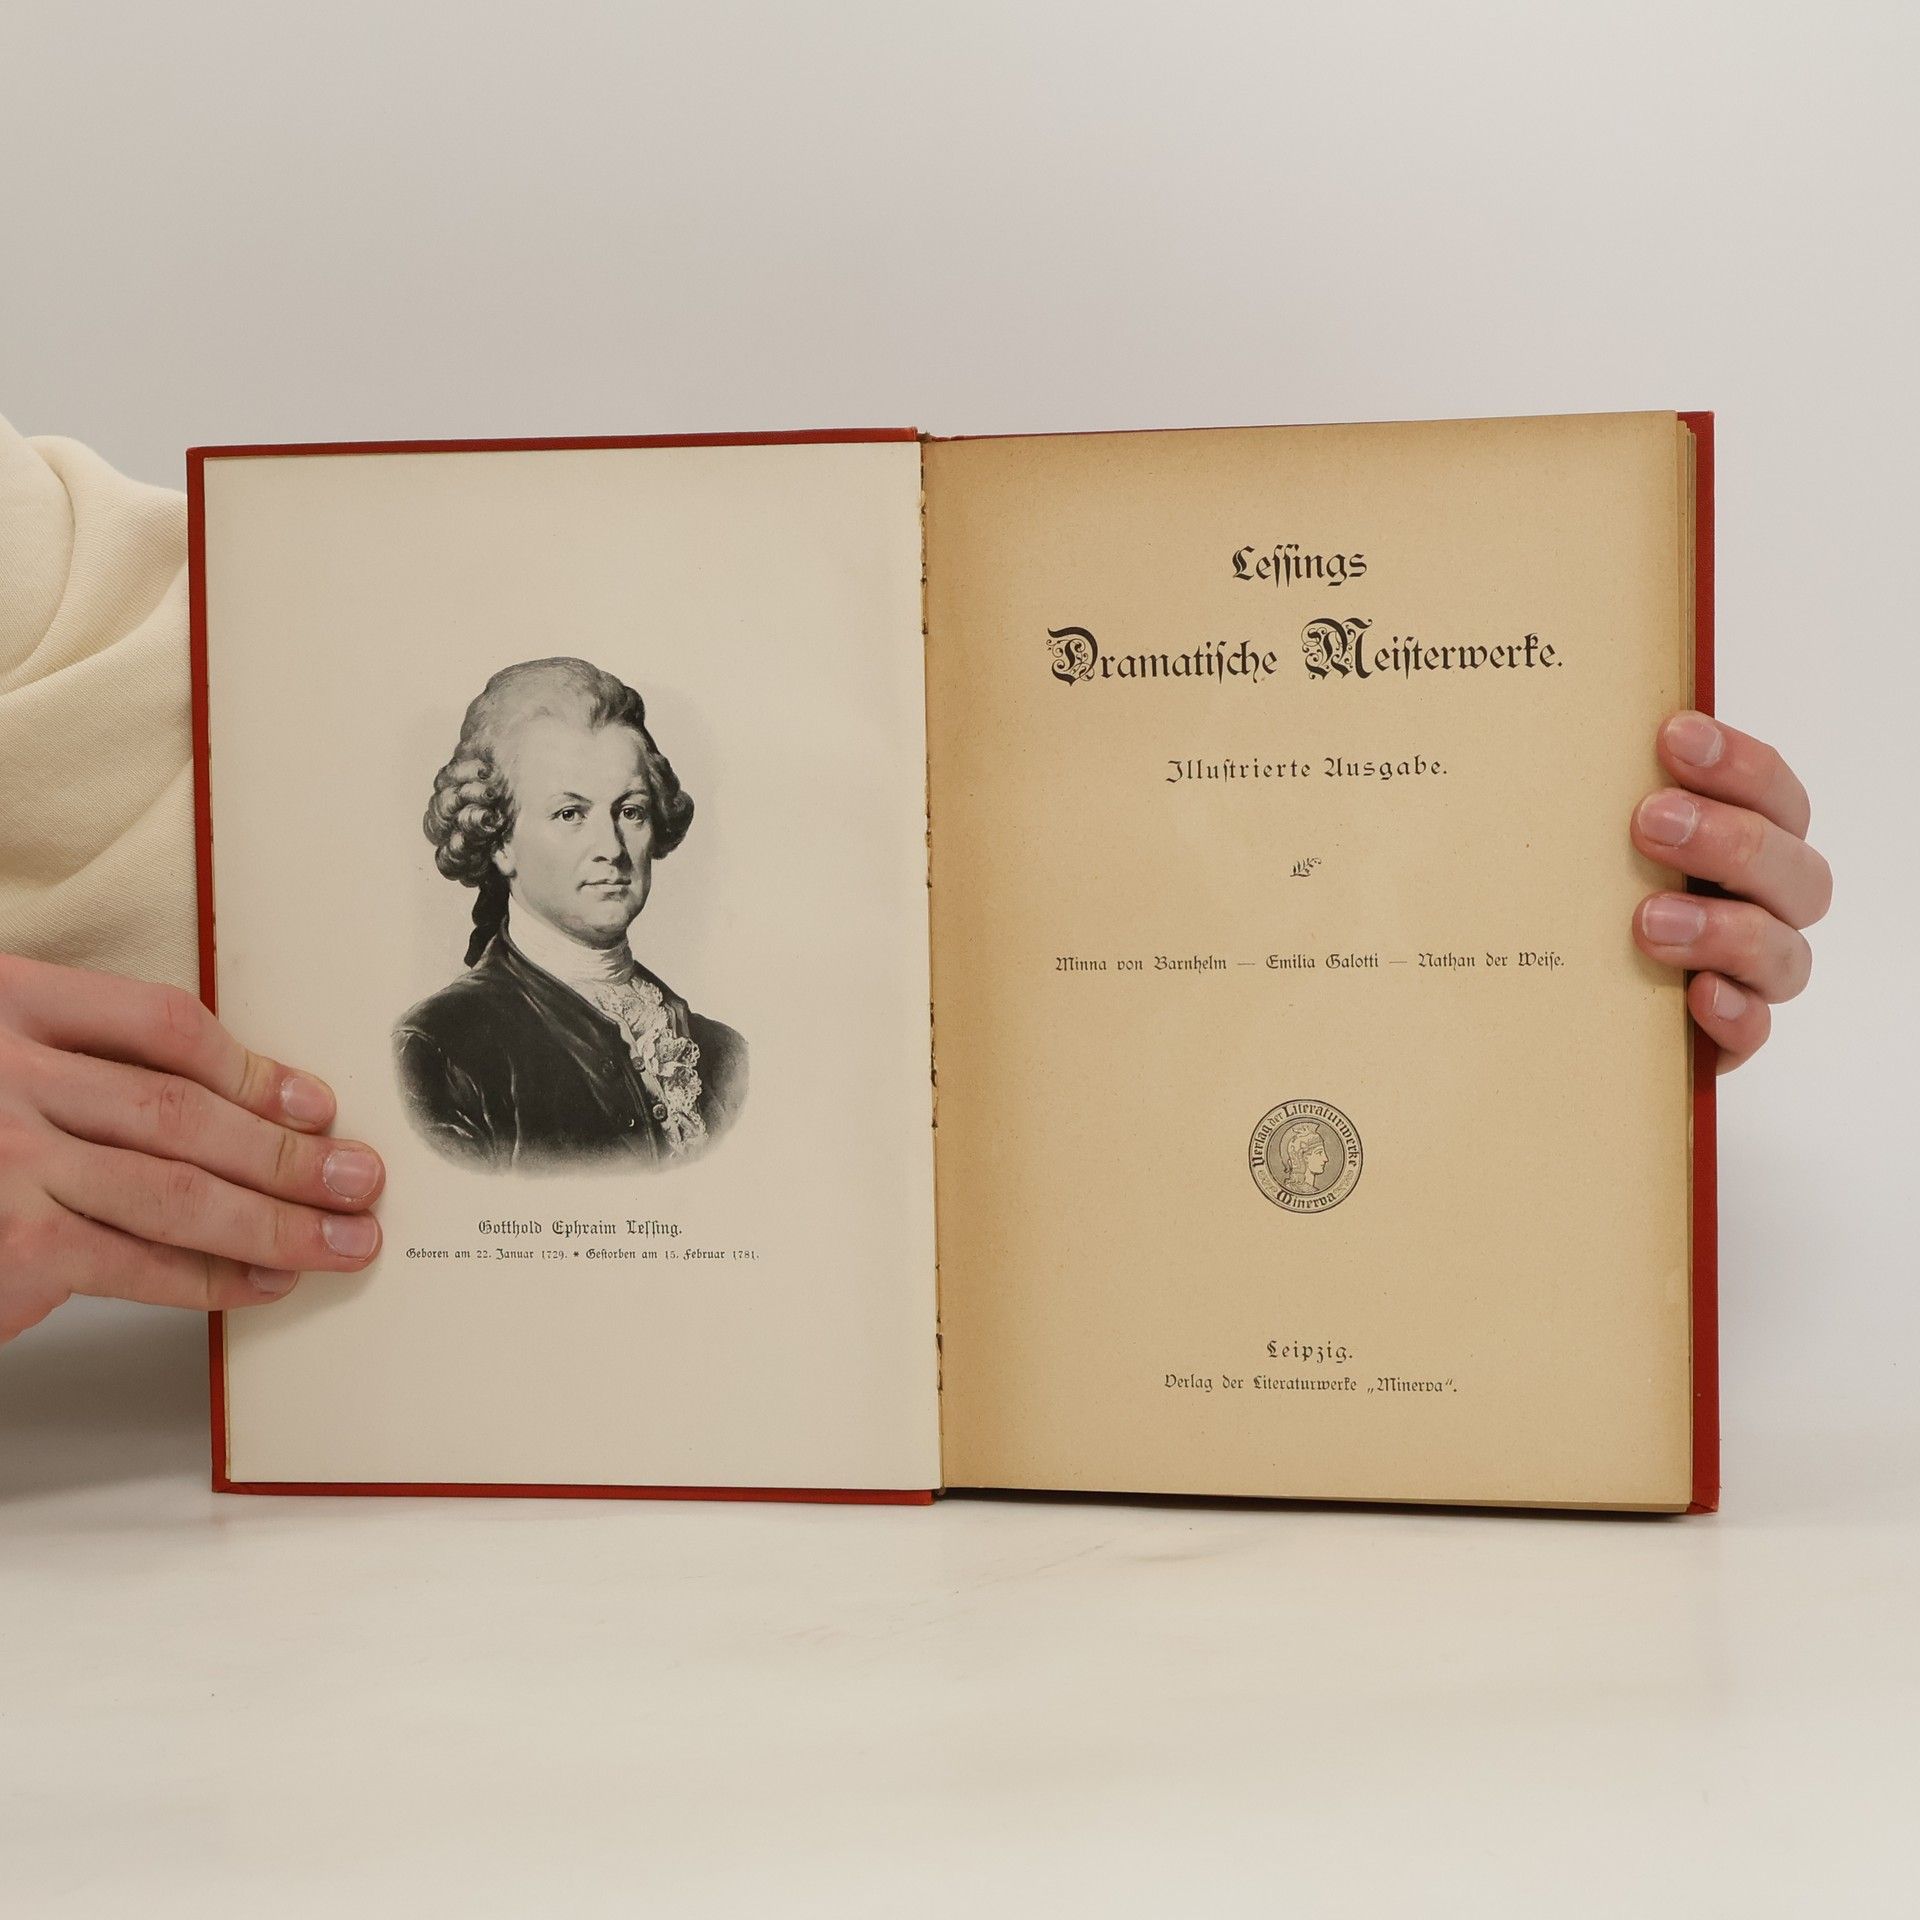 Gotthold Ephraim Leſſing.
Geboren am 22. Januar 1729. * Geſtorben am 15. Februar 1781.
Leſſings
Dramatiſche Meiſterwerke.
Illuſtrierte Ausgabe.
Minna von Barnhelm — Emilia Galotti — Nathan der Weiſe.
Verlag der Literaturwerke
Minerva
Leipzig.
Verlag der Literaturwerke „Minerva“.